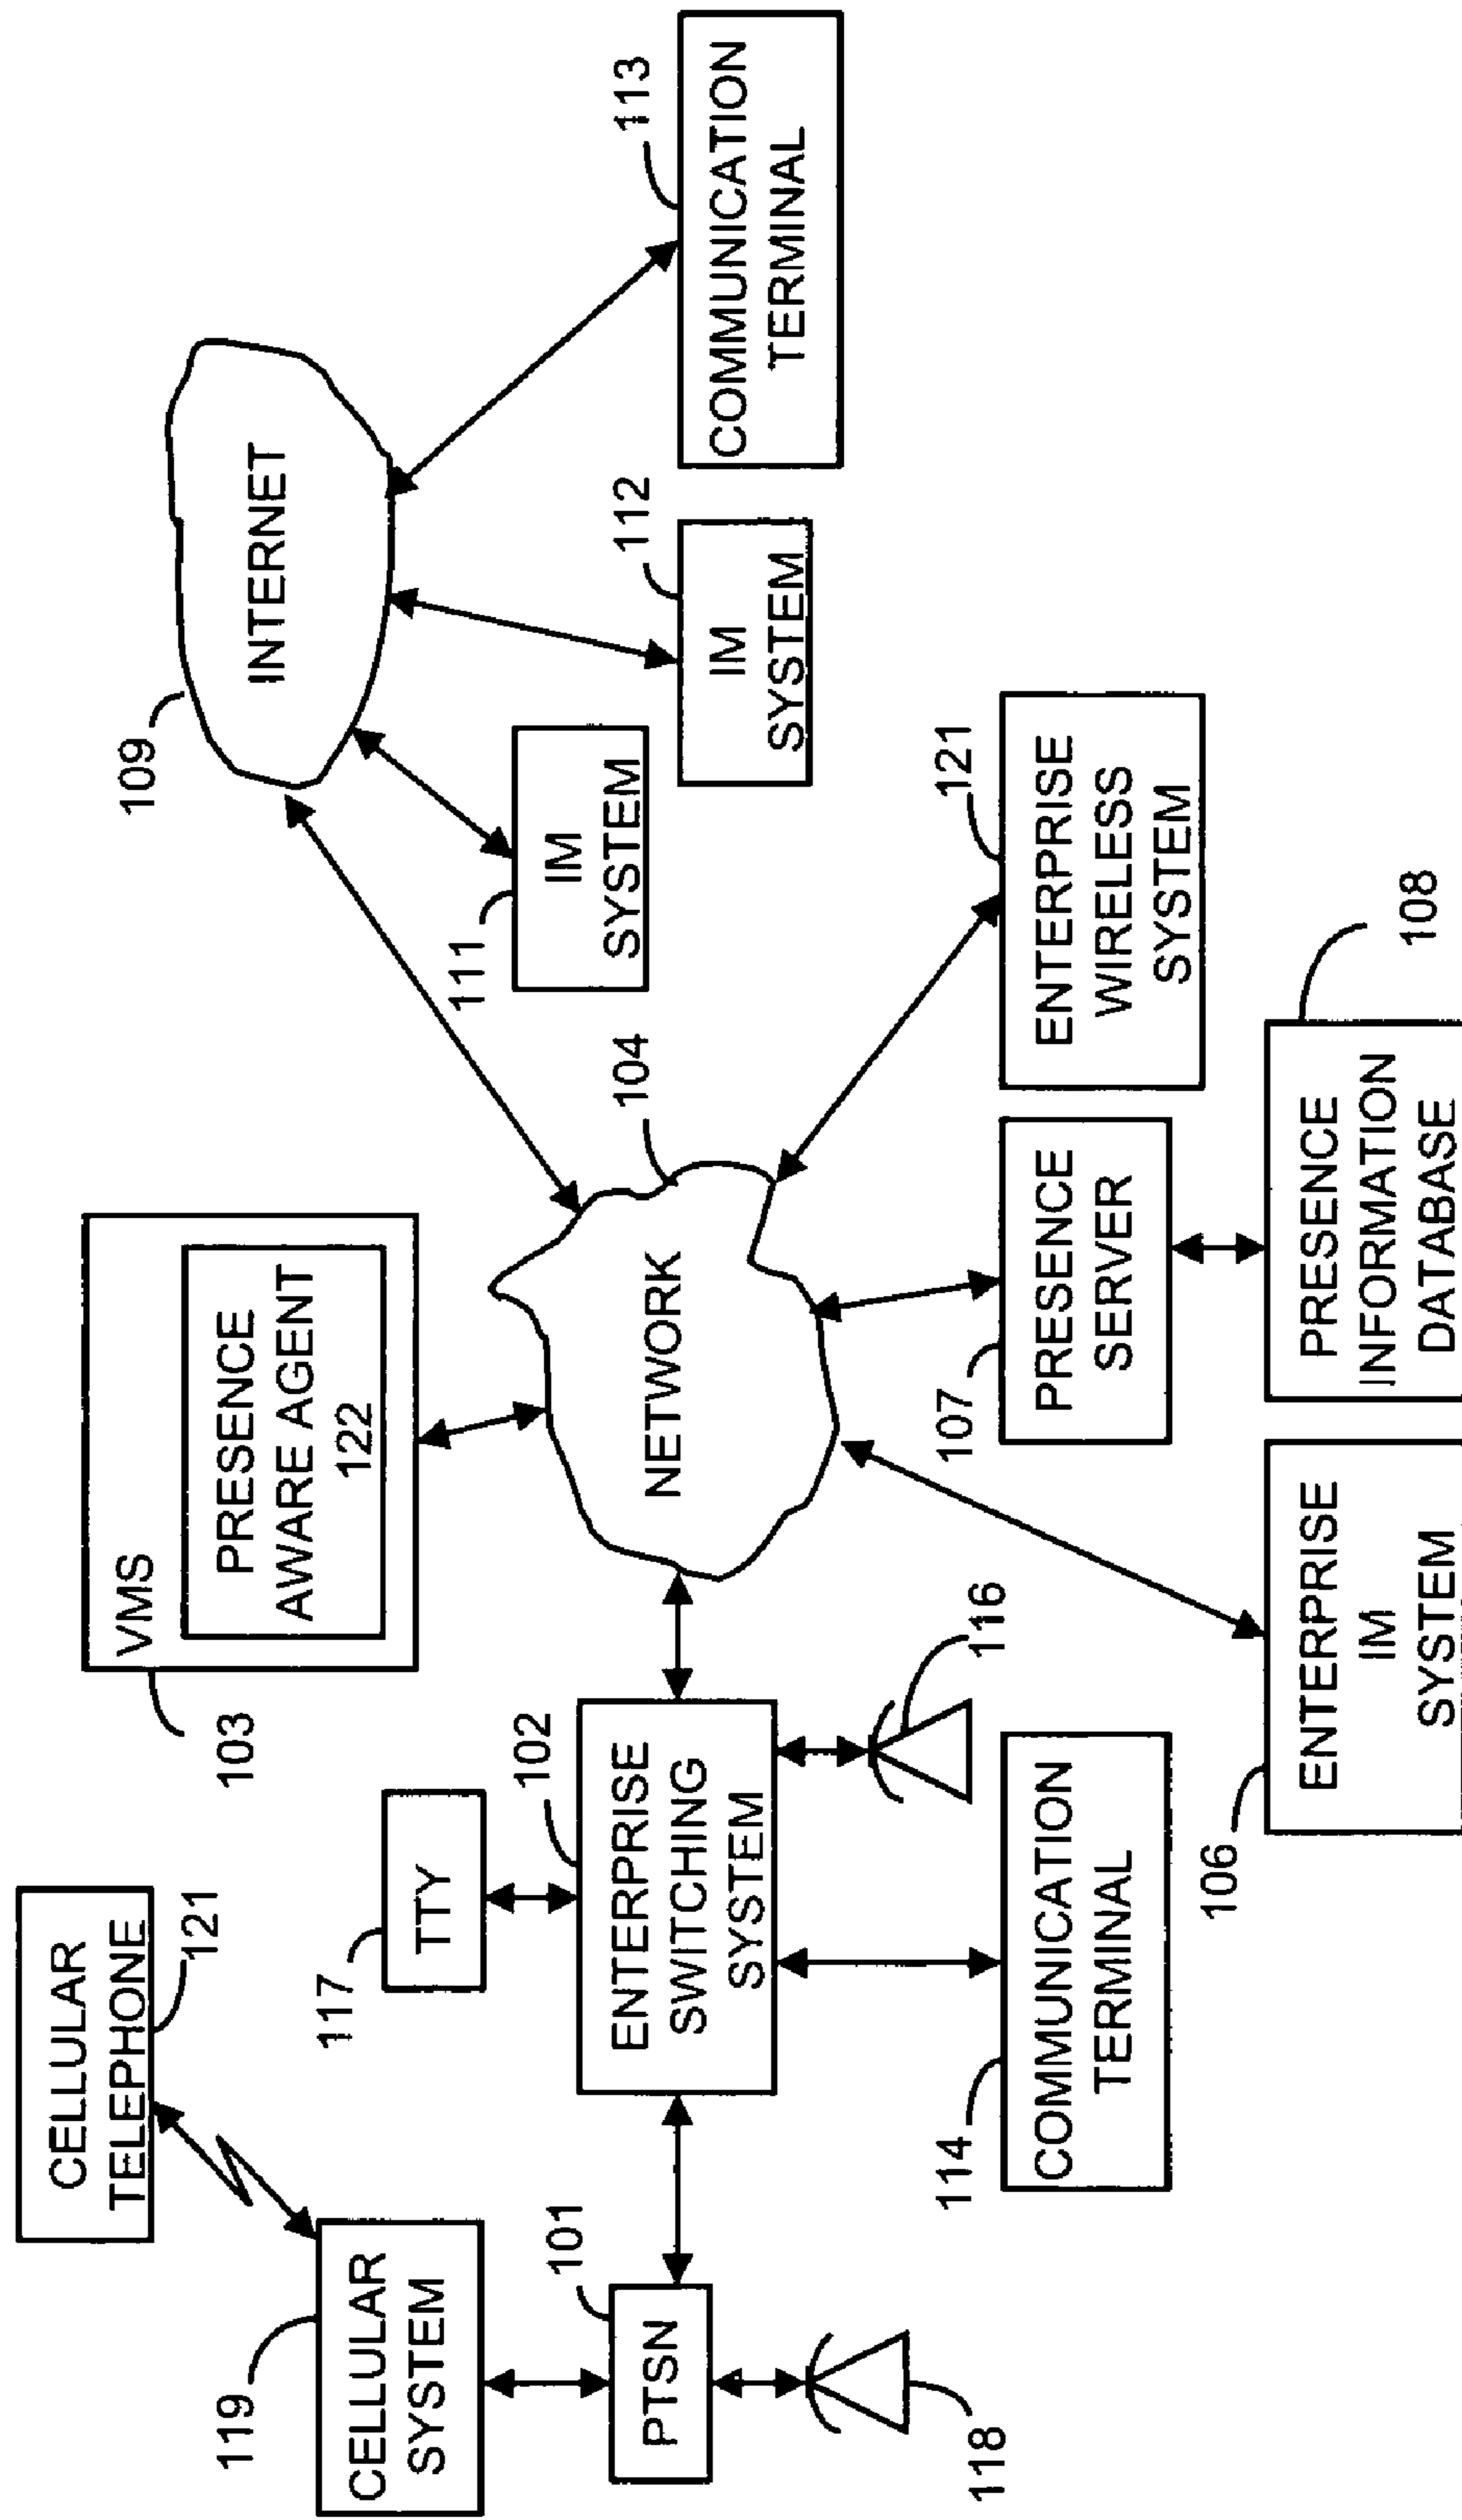 CELLULAR
TELEPHONE
121
119
CELLULAR
SYSTEM
101
PTSN
118
117
TTY
102
ENTERPRISE
SWITCHING
SYSTEM
116
114
COMMUNICATION
TERMINAL
103
VMS
PRESENCE
AWARE AGENT
122
104
NETWORK
106
ENTERPRISE
IM
SYSTEM
107
PRESENCE
SERVER
PRESENCE
INFORMATION
DATABASE
108
121
ENTERPRISE
WIRELESS
SYSTEM
109
INTERNET
111
IM
SYSTEM
112
IM
SYSTEM
113
COMMUNICATION
TERMINAL